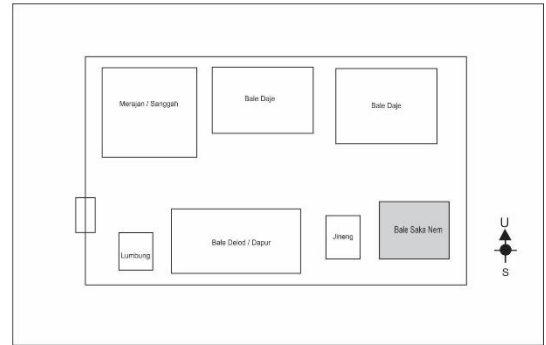 Merajan / Sanggah
Bale Daje
Bale Daje
Lumbung
Bale Delod / Dapur
Jineng
Bale Saka Nem
U
S